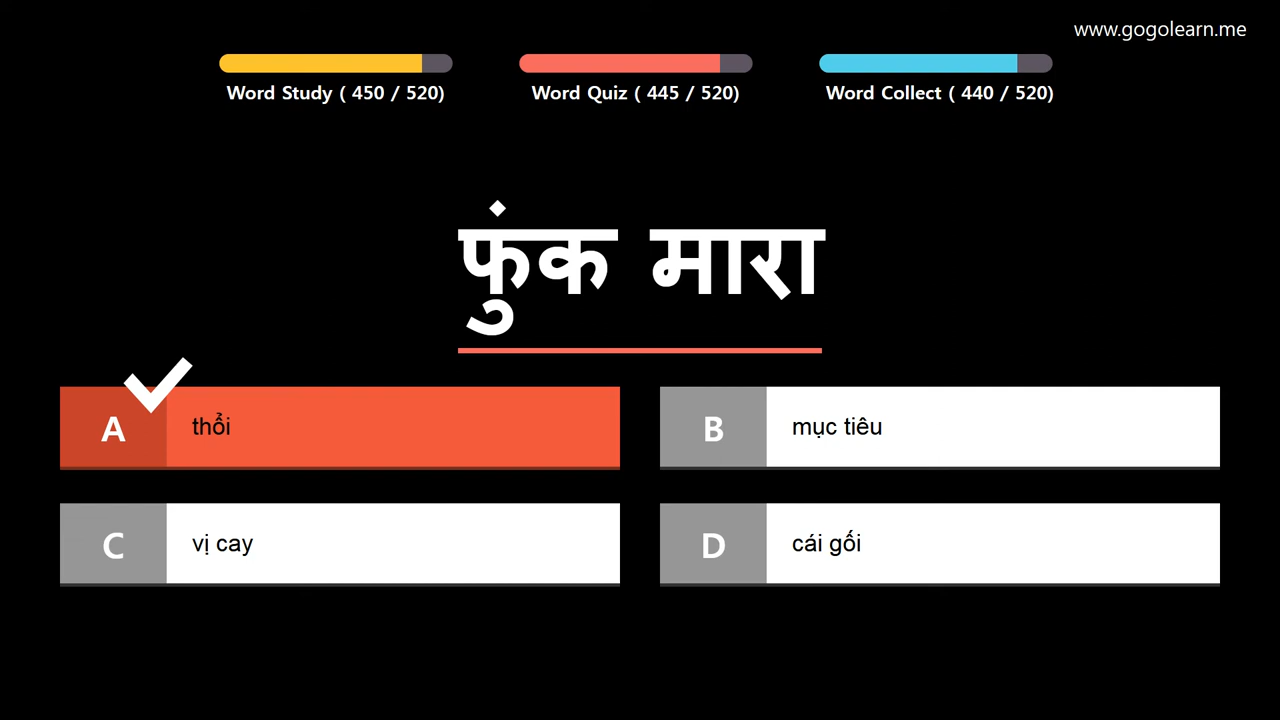 www.gogolearn.me
Word Study ( 450 / 520)
Word Quiz ( 445 / 520)
Word Collect ( 440 / 520)
फुंक मारा
A thổi
B mục tiêu
C vị cay
D cái gối